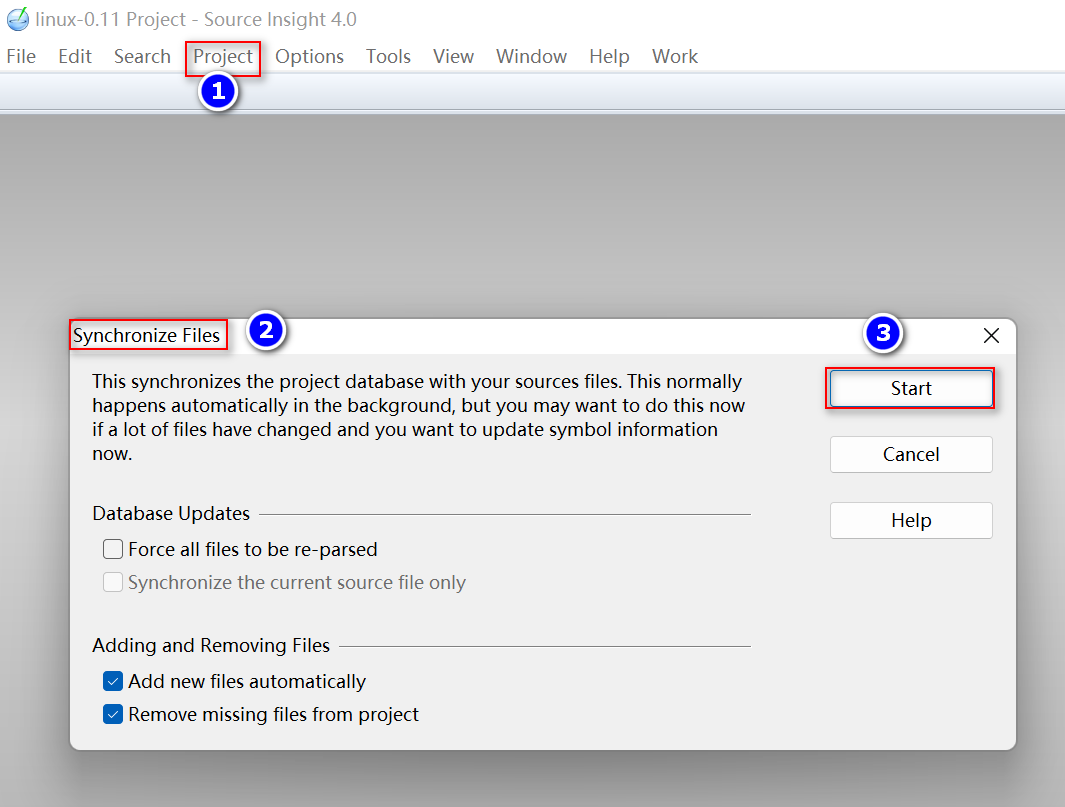 linux-0.11 Project - Source Insight 4.0
File Edit Search Project Options Tools View Window Help Work
1
Synchronize Files 2 3
This synchronizes the project database with your sources files. This normally
happens automatically in the background, but you may want to do this now
if a lot of files have changed and you want to update symbol information
now.
Start
Cancel
Help
Database Updates
Force all files to be re-parsed
Synchronize the current source file only
Adding and Removing Files
Add new files automatically
Remove missing files from project